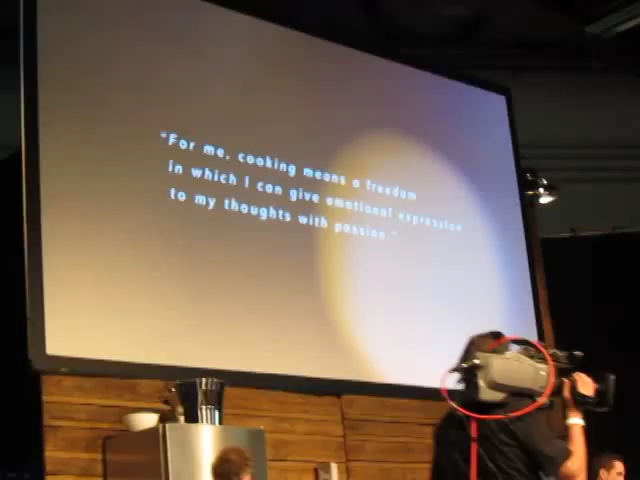 "For me, cooking means a freedom
in which I can give emotional expression
to my thoughts with passion."